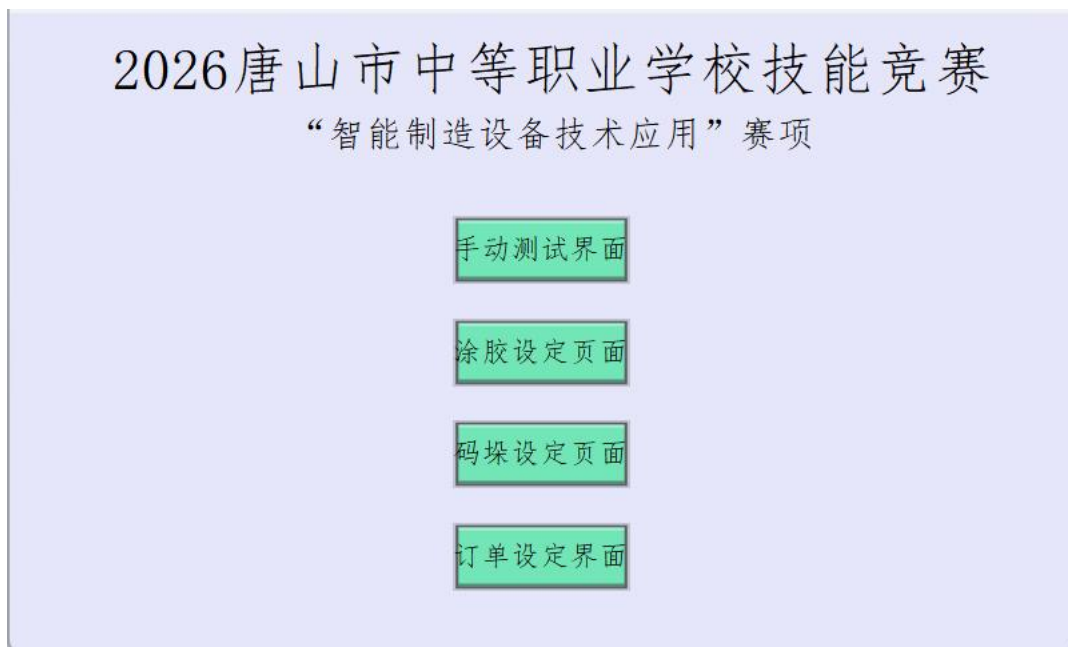 2026唐山市中等职业学校技能竞赛
“智能制造设备技术应用”赛项
手动测试界面
涂胶设定页面
码垛设定页面
订单设定界面